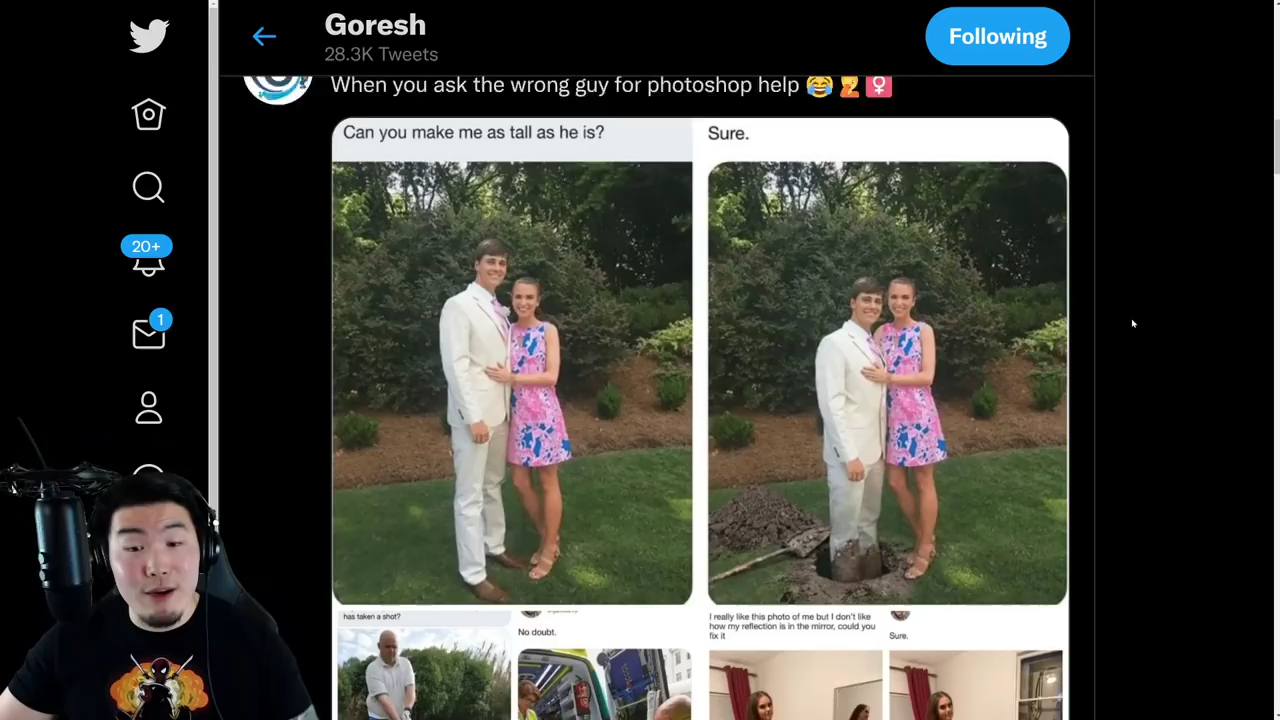 Goresh
Following
28.3K Tweets
When you ask the wrong guy for photoshop help
20+
1
Can you make me as tall as he is?
Sure.
has taken a shot?
No doubt.
I really like this photo of me but I don't like
how my reflection is in the mirror, could you
fix it
Sure.